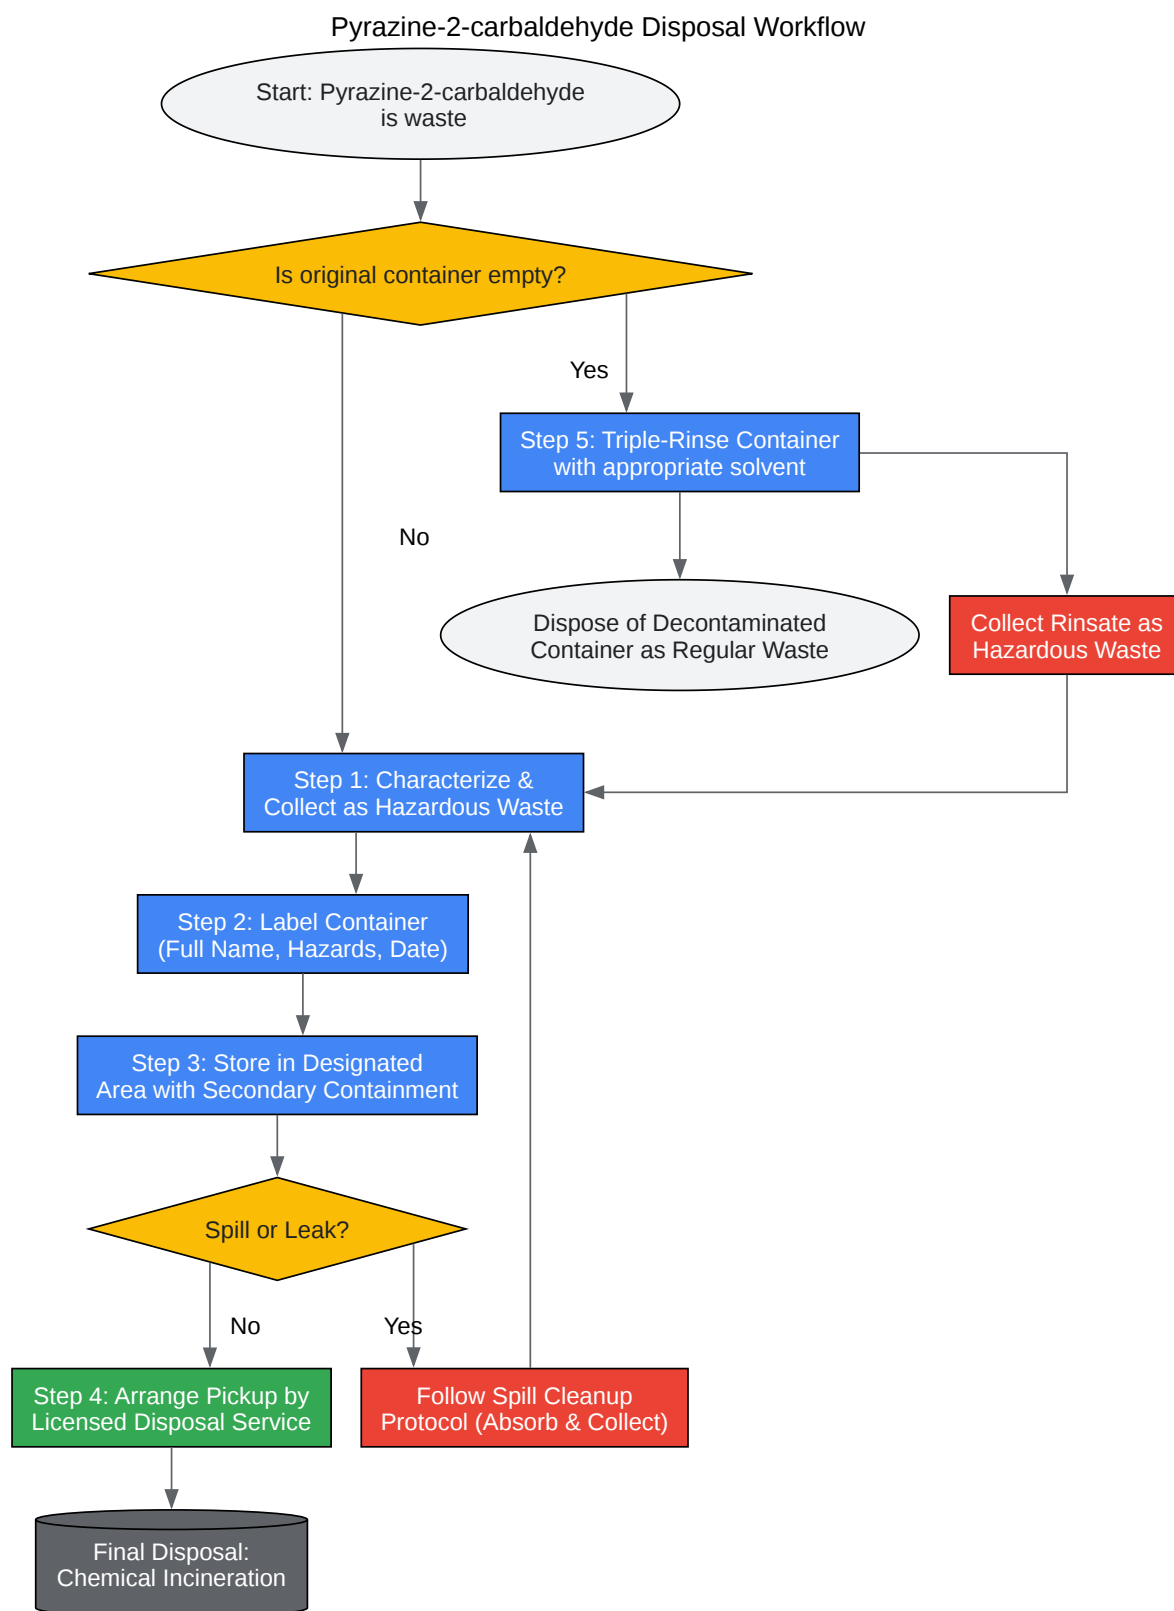 Pyrazine-2-carbaldehyde Disposal Workflow
Start: Pyrazine-2-carbaldehyde
is waste
Is original container empty?
Yes
Step 5: Triple-Rinse Container
with appropriate solvent
No
Dispose of Decontaminated
Container as Regular Waste
Collect Rinsate as
Hazardous Waste
Step 1: Characterize &
Collect as Hazardous Waste
Step 2: Label Container
(Full Name, Hazards, Date)
Step 3: Store in Designated
Area with Secondary Containment
Spill or Leak?
No
Yes
Step 4: Arrange Pickup by
Licensed Disposal Service
Follow Spill Cleanup
Protocol (Absorb & Collect)
Final Disposal:
Chemical Incineration